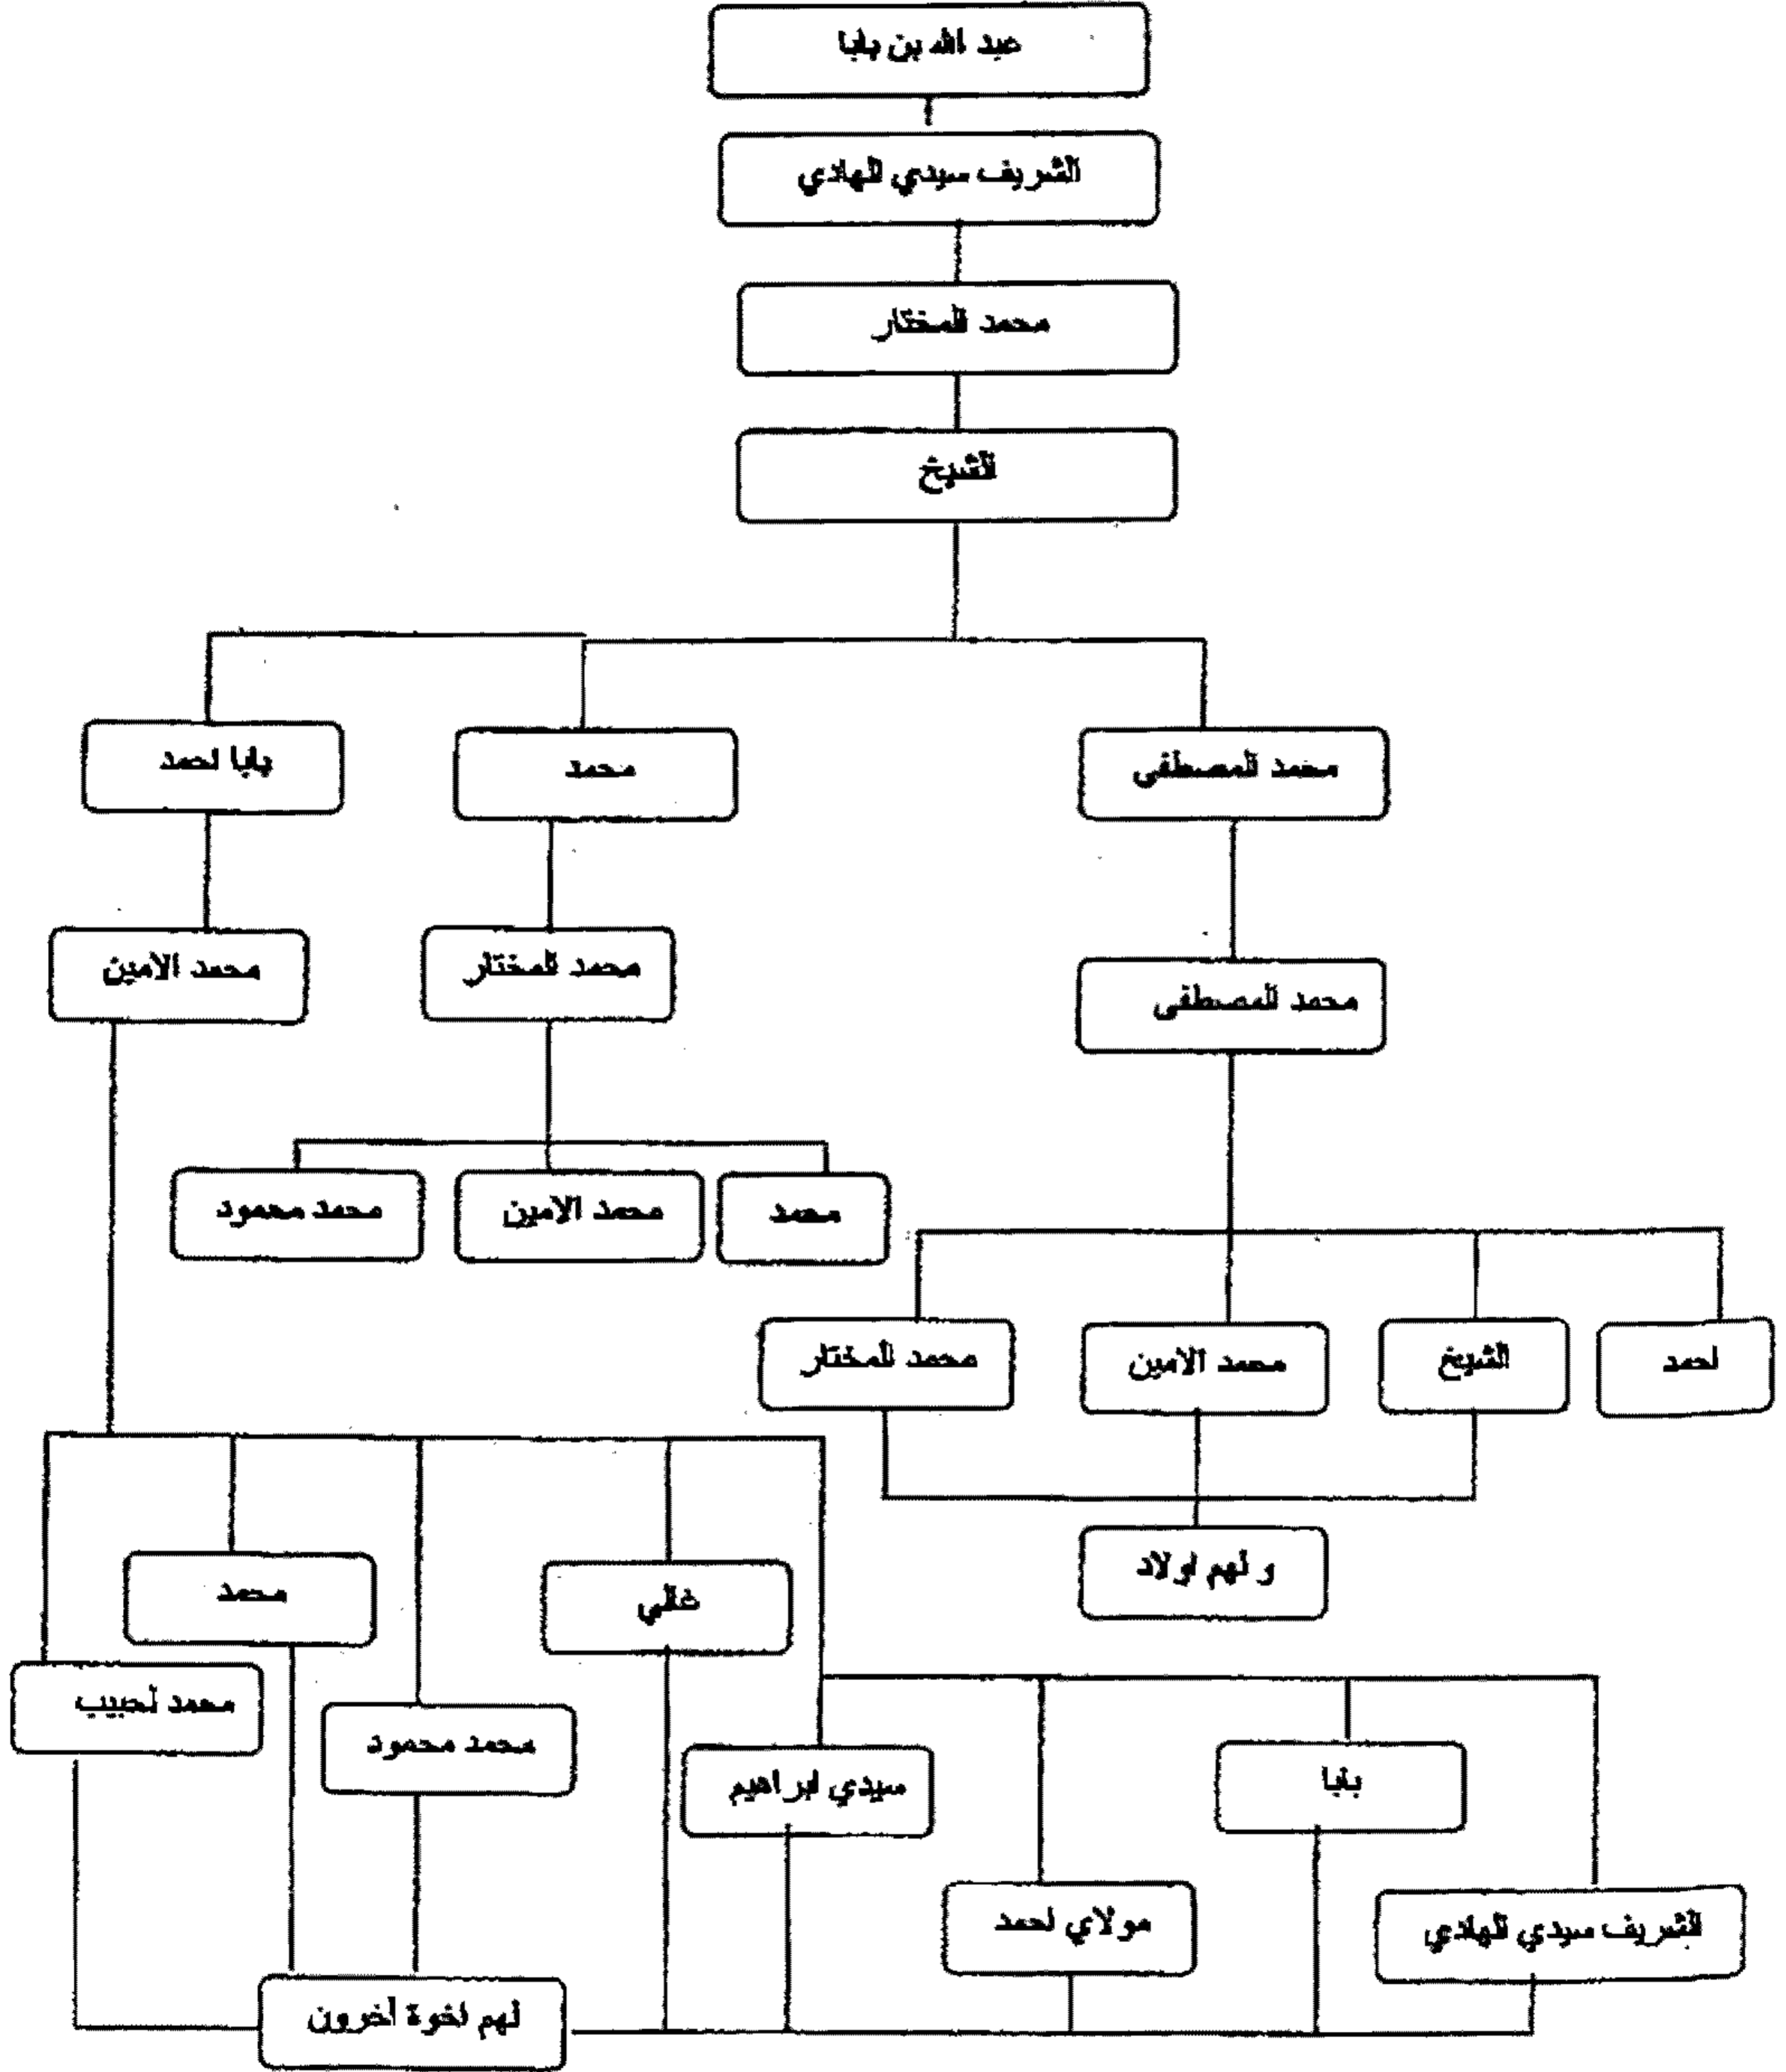 عبد الله بن بابا
الشريف سيدي الهادي
محمد المختار
الشيخ
محمد المصطفى
محمد
بابا احمد
محمد المصطفى
محمد المختار
محمد الامين
محمد
محمد الامين
محمد محمود
احمد
الشيخ
محمد الامين
محمد المختار
و لهم اولاد
غالي
محمد
محمد لحبيب
محمد محمود
سيدي ابراهيم
بابا
مولاي احمد
الشريف سيدي الهادي
لهم اخوة آخرون